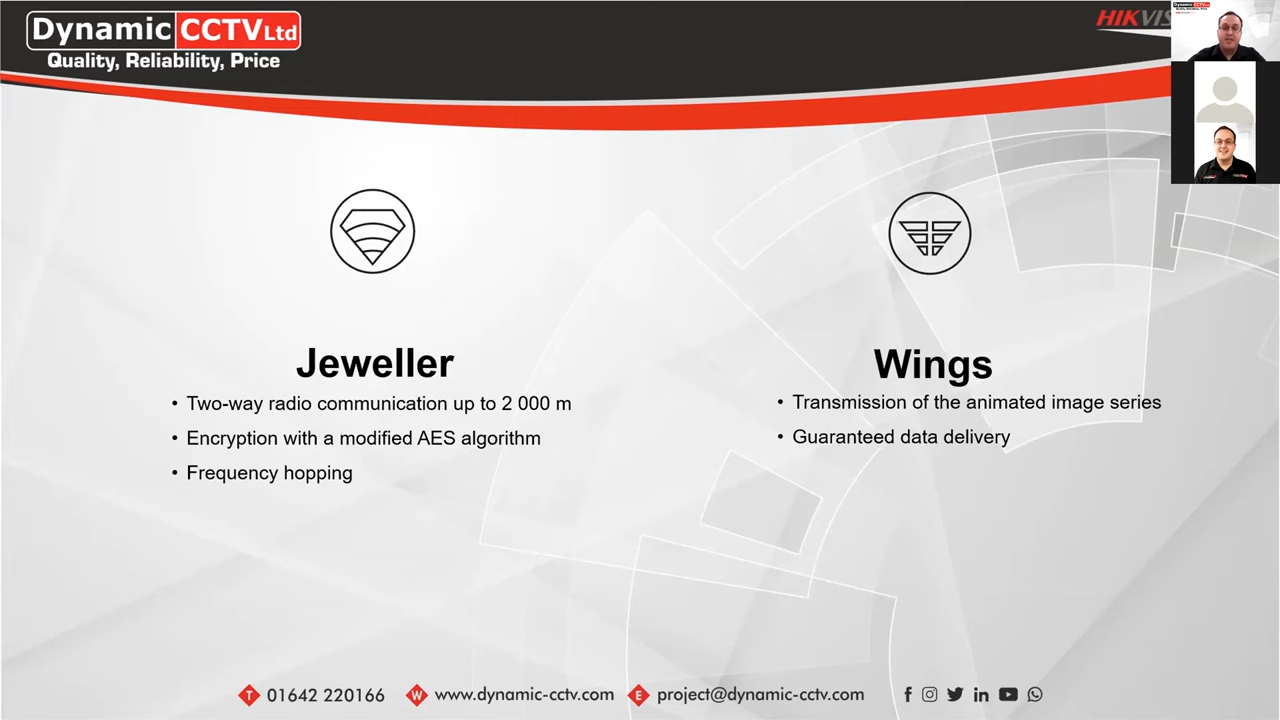 Dynamic CCTV Ltd
Quality, Reliability, Price
HIKVIS
Jeweller
• Two-way radio communication up to 2 000 m
• Encryption with a modified AES algorithm
• Frequency hopping
Wings
• Transmission of the animated image series
• Guaranteed data delivery
T 01642 220166 W www.dynamic-cctv.com E project@dynamic-cctv.com